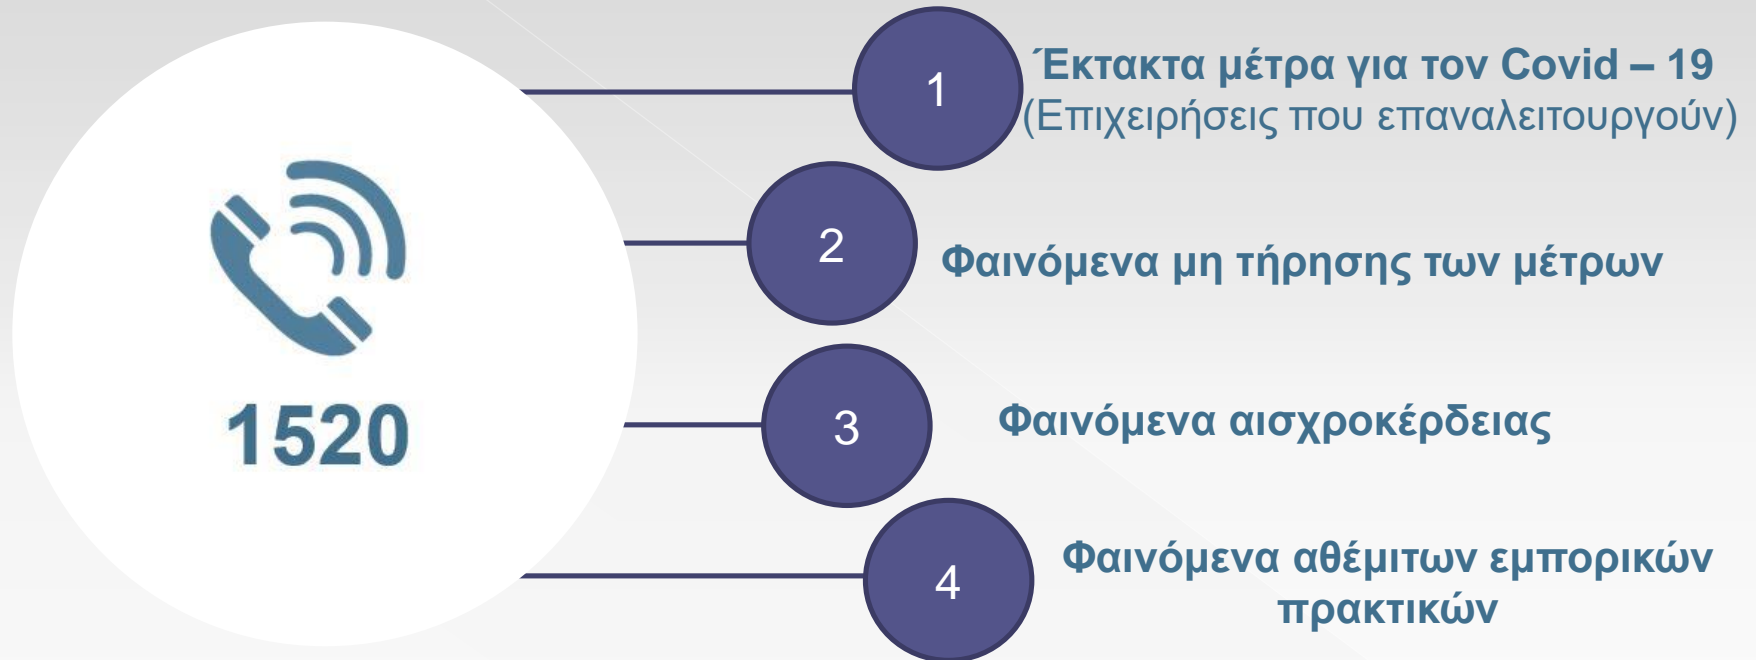 1520
1
Έκτακτα μέτρα για τον Covid – 19
(Επιχειρήσεις που επαναλειτουργούν)
2
Φαινόμενα μη τήρησης των μέτρων
3
Φαινόμενα αισχροκέρδειας
4
Φαινόμενα αθέμιτων εμπορικών
πρακτικών